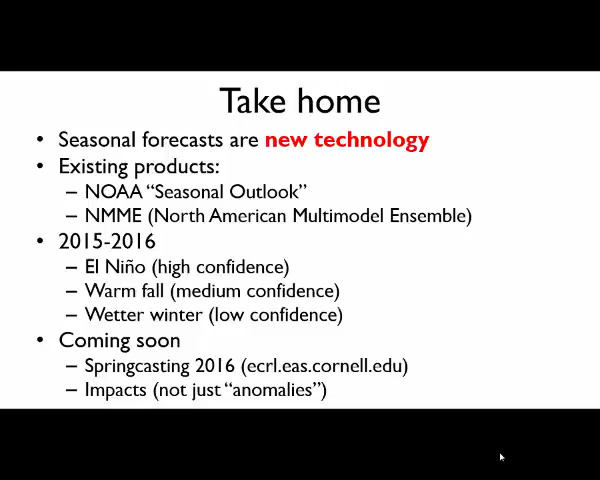 Take home
• Seasonal forecasts are new technology
• Existing products:
– NOAA “Seasonal Outlook”
– NMME (North American Multimodel Ensemble)
• 2015-2016
– El Niño (high confidence)
– Warm fall (medium confidence)
– Wetter winter (low confidence)
• Coming soon
– Springcasting 2016 (ecrl.eas.cornell.edu)
– Impacts (not just “anomalies”)